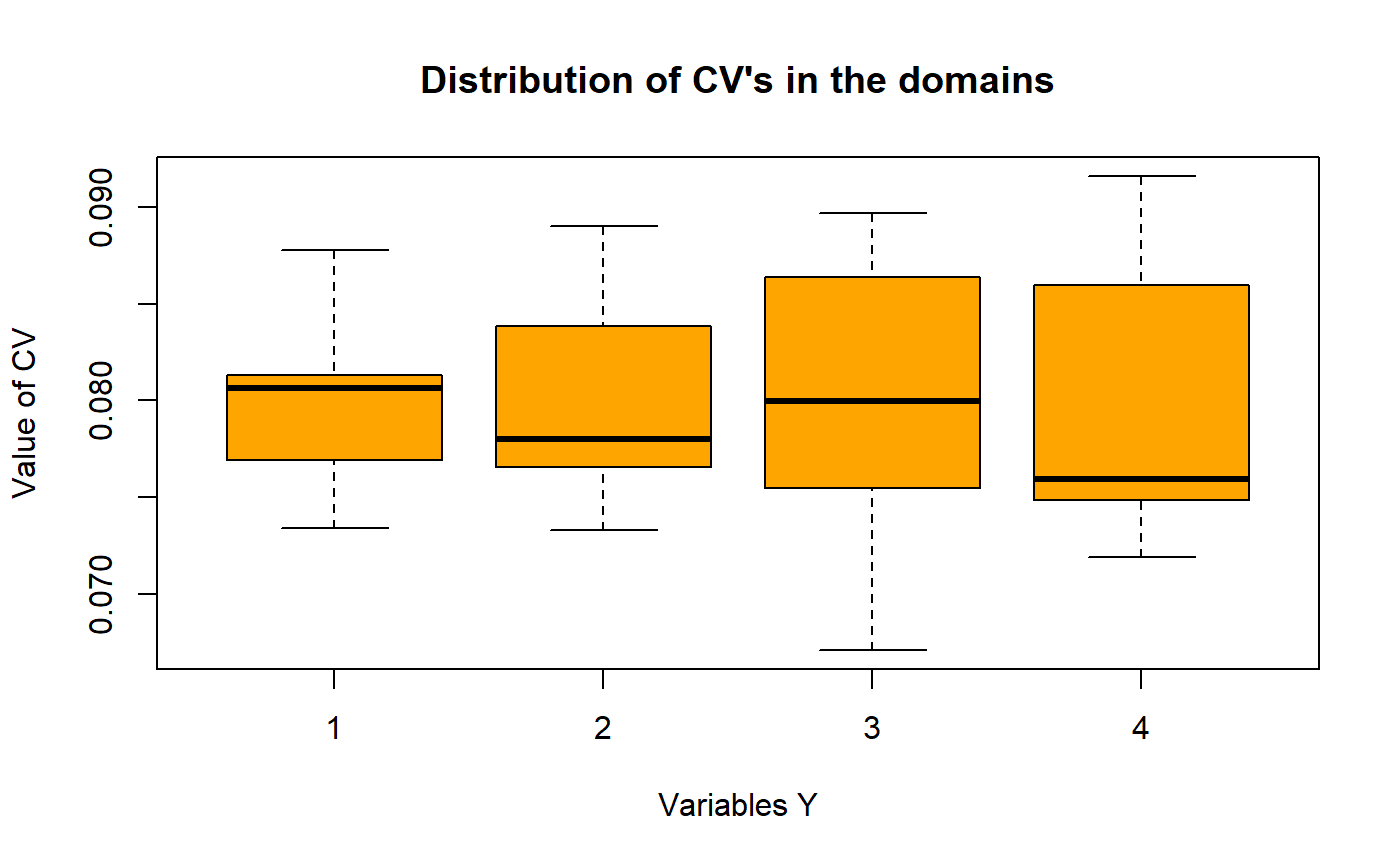 Distribution of CV's in the domains
Value of CV
0.090
0.080
0.070
1 2 3 4
Variables Y